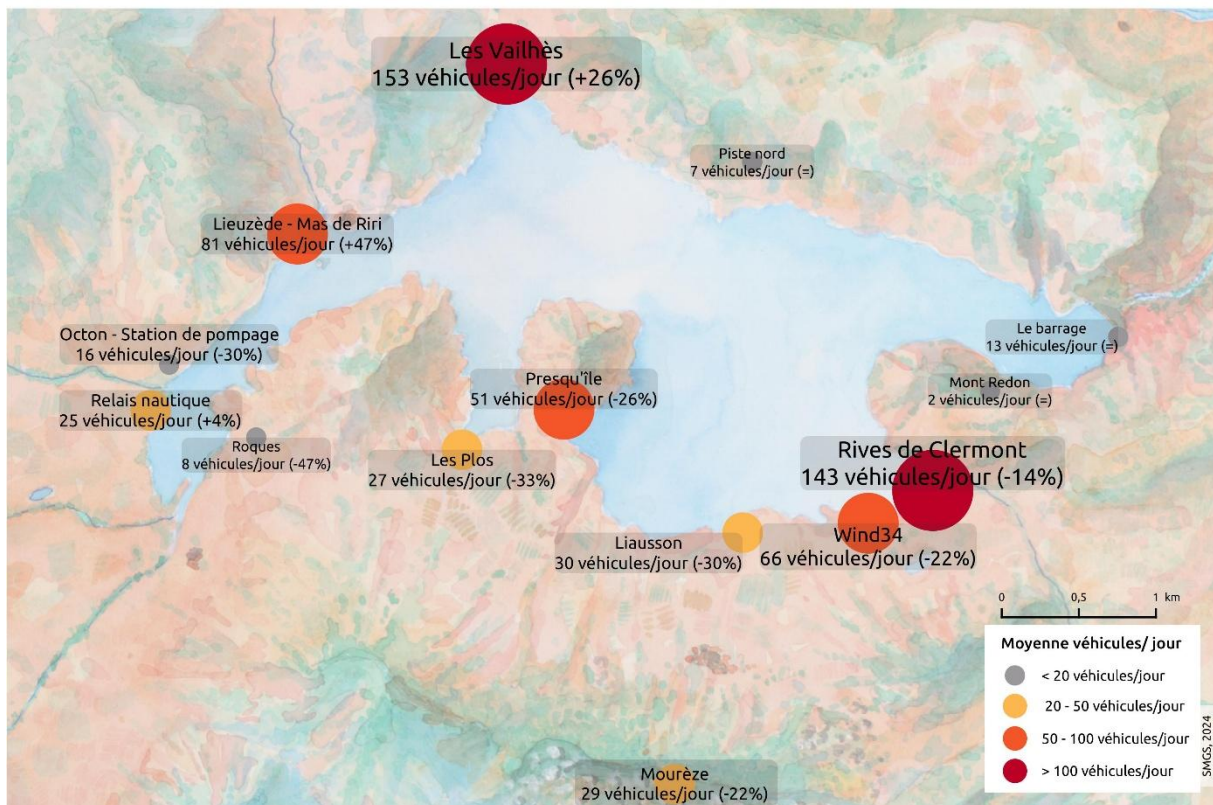 Les Vailhès
153 véhicules/jour (+26%)
Piste nord
7 véhicules/jour (=)
Lieuzède - Mas de Riri
81 véhicules/jour (+47%)
Octon - Station de pompage
16 véhicules/jour (-30%)
Le barrage
13 véhicules/jour (=)
Presqu'île
51 véhicules/jour (-26%)
Mont Redon
2 véhicules/jour (=)
Relais nautique
25 véhicules/jour (+4%)
Roques
8 véhicules/jour (-47%)
Les Plos
27 véhicules/jour (-33%)
Rives de Clermont
143 véhicules/jour (-14%)
Liausson
30 véhicules/jour (-30%)
Wind34
66 véhicules/jour (-22%)
0 0,5 1 km
Moyenne véhicules/ jour
< 20 véhicules/jour
20 - 50 véhicules/jour
50 - 100 véhicules/jour
> 100 véhicules/jour
Mourèze
29 véhicules/jour (-22%)
SMGS, 2024